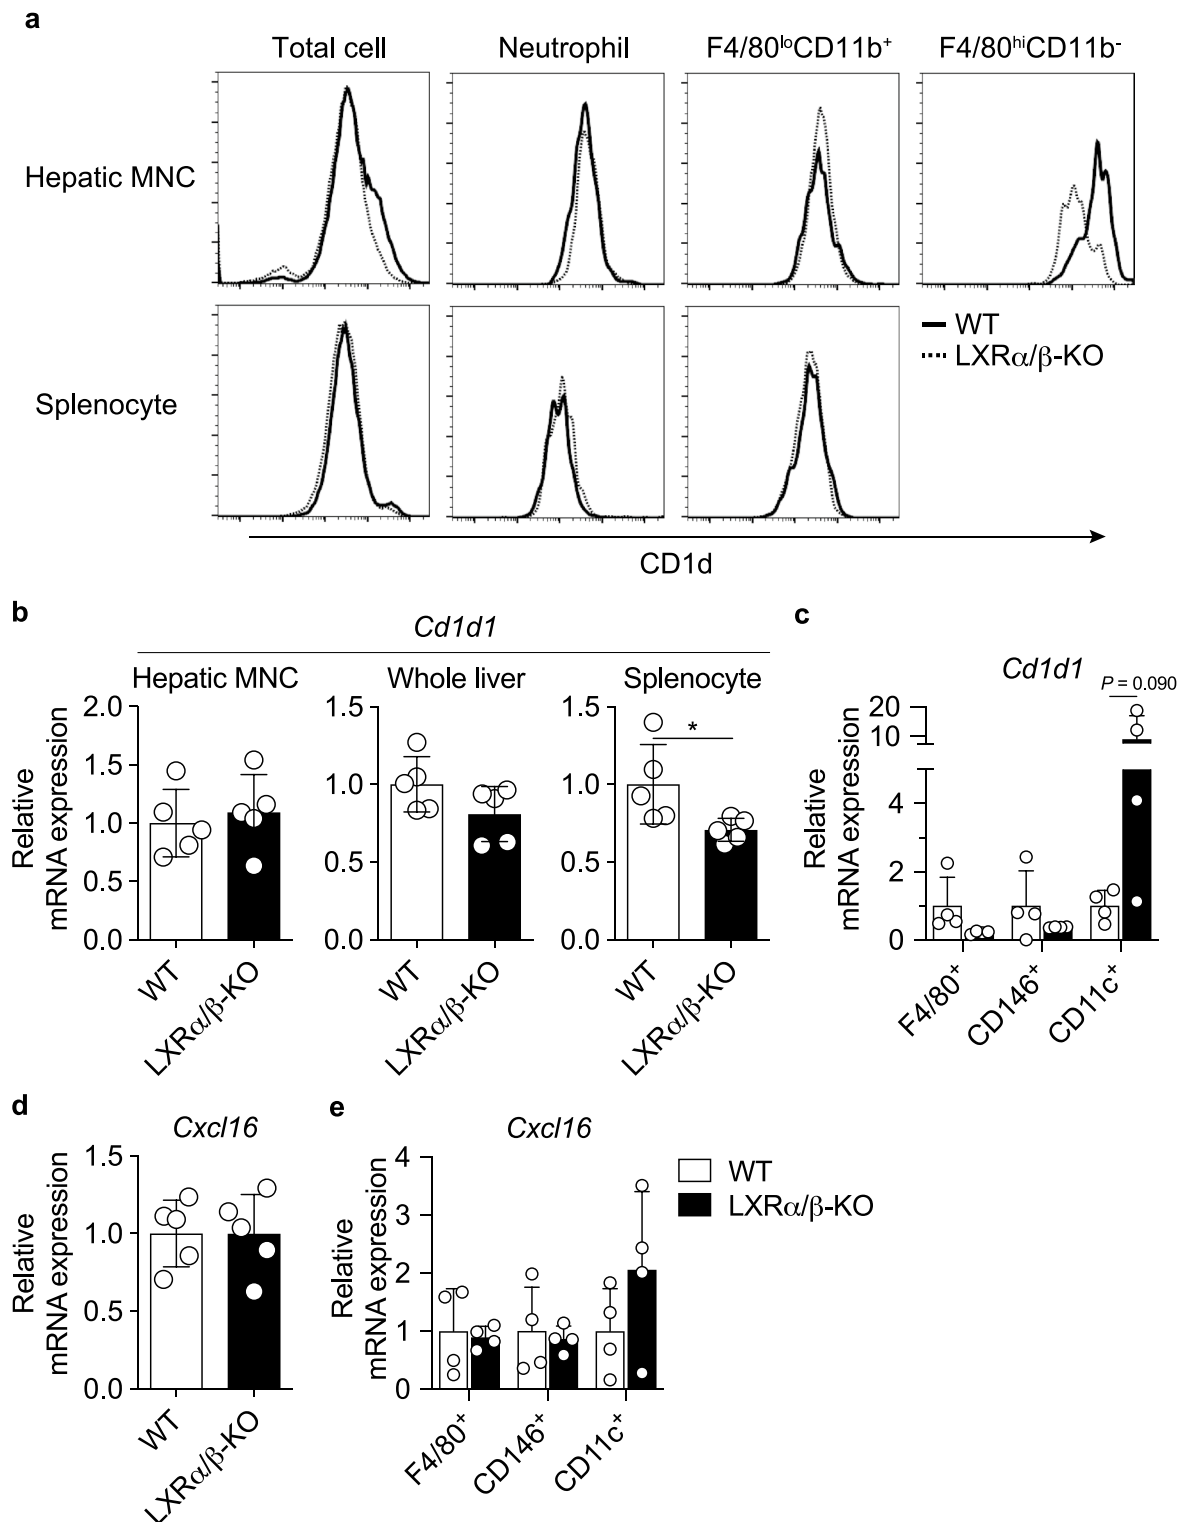 a
Total cell
Neutrophil
F4/80ˡᵒCD11b⁺
F4/80ʰⁱCD11b⁻
Hepatic MNC
WT
LXRα/β-KO
Splenocyte
CD1d
b
Cd1d1
Hepatic MNC
Whole liver
Splenocyte
Relative
mRNA expression
2.0
1.5
1.0
0.5
0.0
1.5
1.0
0.5
0.0
1.5
1.0
0.5
0.0
*
WT
LXRα/β-KO
WT
LXRα/β-KO
WT
LXRα/β-KO
c
Cd1d1
P = 0.090
Relative
mRNA expression
20
10
4
2
0
F4/80⁺
CD146⁺
CD11c⁺
d
Cxcl16
Relative
mRNA expression
1.5
1.0
0.5
0.0
WT
LXRα/β-KO
e
Cxcl16
Relative
mRNA expression
4
3
2
1
0
F4/80⁺
CD146⁺
CD11c⁺
WT
LXRα/β-KO